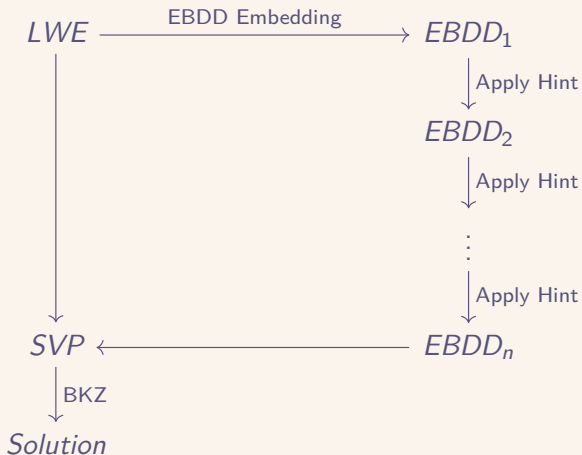 LWE EBDD Embedding EBDD₁
Apply Hint
EBDD₂
Apply Hint
⋮
Apply Hint
SVP EBDDₙ
BKZ
Solution